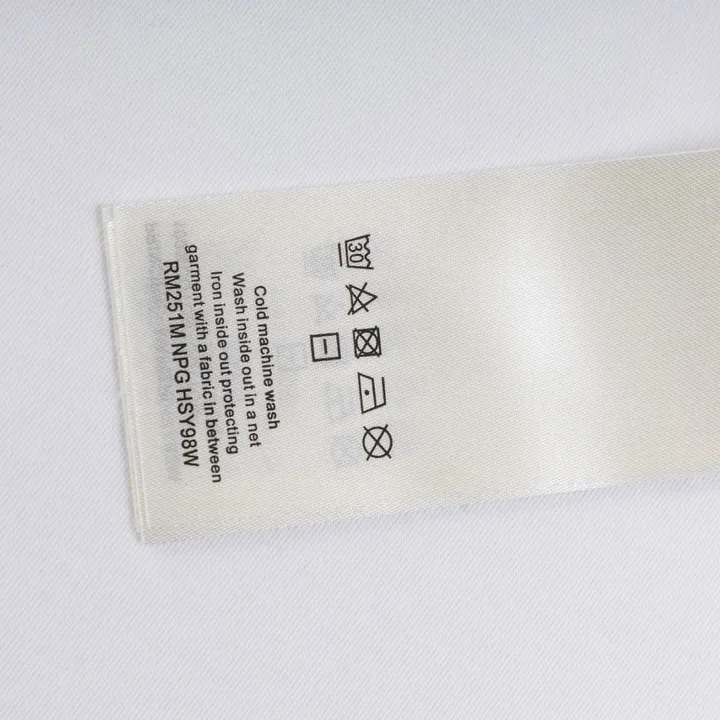 30
Cold machine wash
Wash inside out in a net
Iron inside out protecting
garment with a fabric in between
RM251M NPG HSY98W